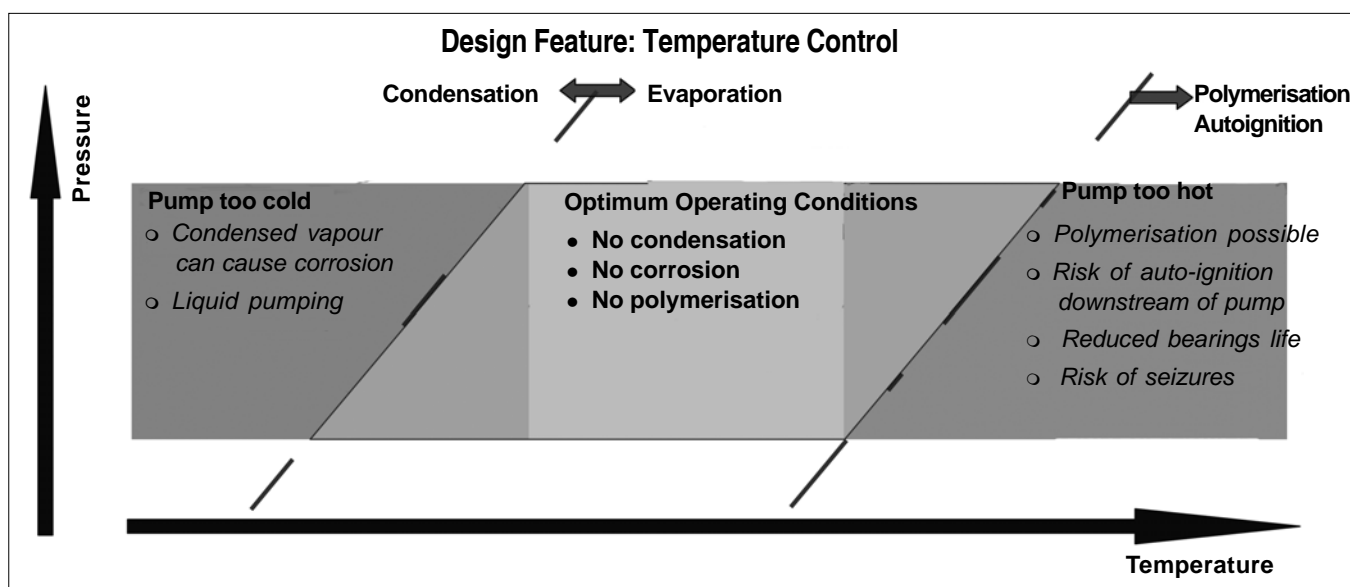 Design Feature: Temperature Control
Condensation
Evaporation
Polymerisation
Autoignition
Pressure
Pump too cold
○ Condensed vapour
can cause corrosion
○ Liquid pumping
Optimum Operating Conditions
● No condensation
● No corrosion
● No polymerisation
Pump too hot
○ Polymerisation possible
○ Risk of auto-ignition
downstream of pump
○ Reduced bearings life
○ Risk of seizures
Temperature